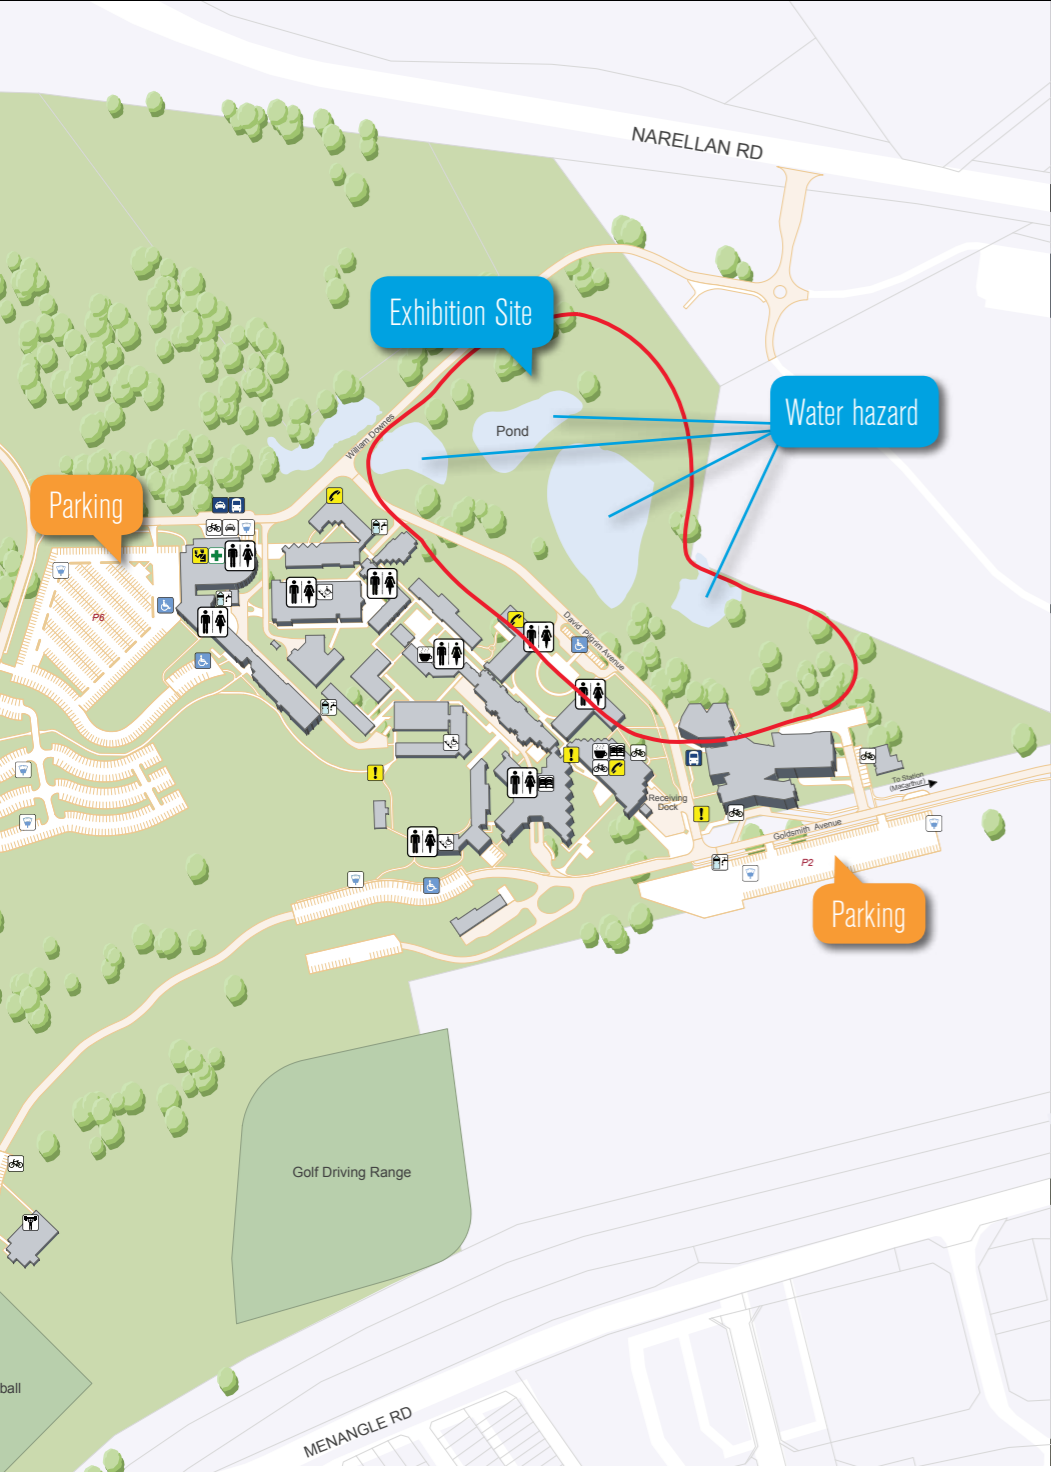 NARELLAN RD
Exhibition Site
Water hazard
William Downes
Pond
Parking
P6
David Pilgrim Avenue
To Station
(Macarthur)
Receiving
Dock
Goldsmith Avenue
P2
Parking
Golf Driving Range
ball
MENANGLE RD